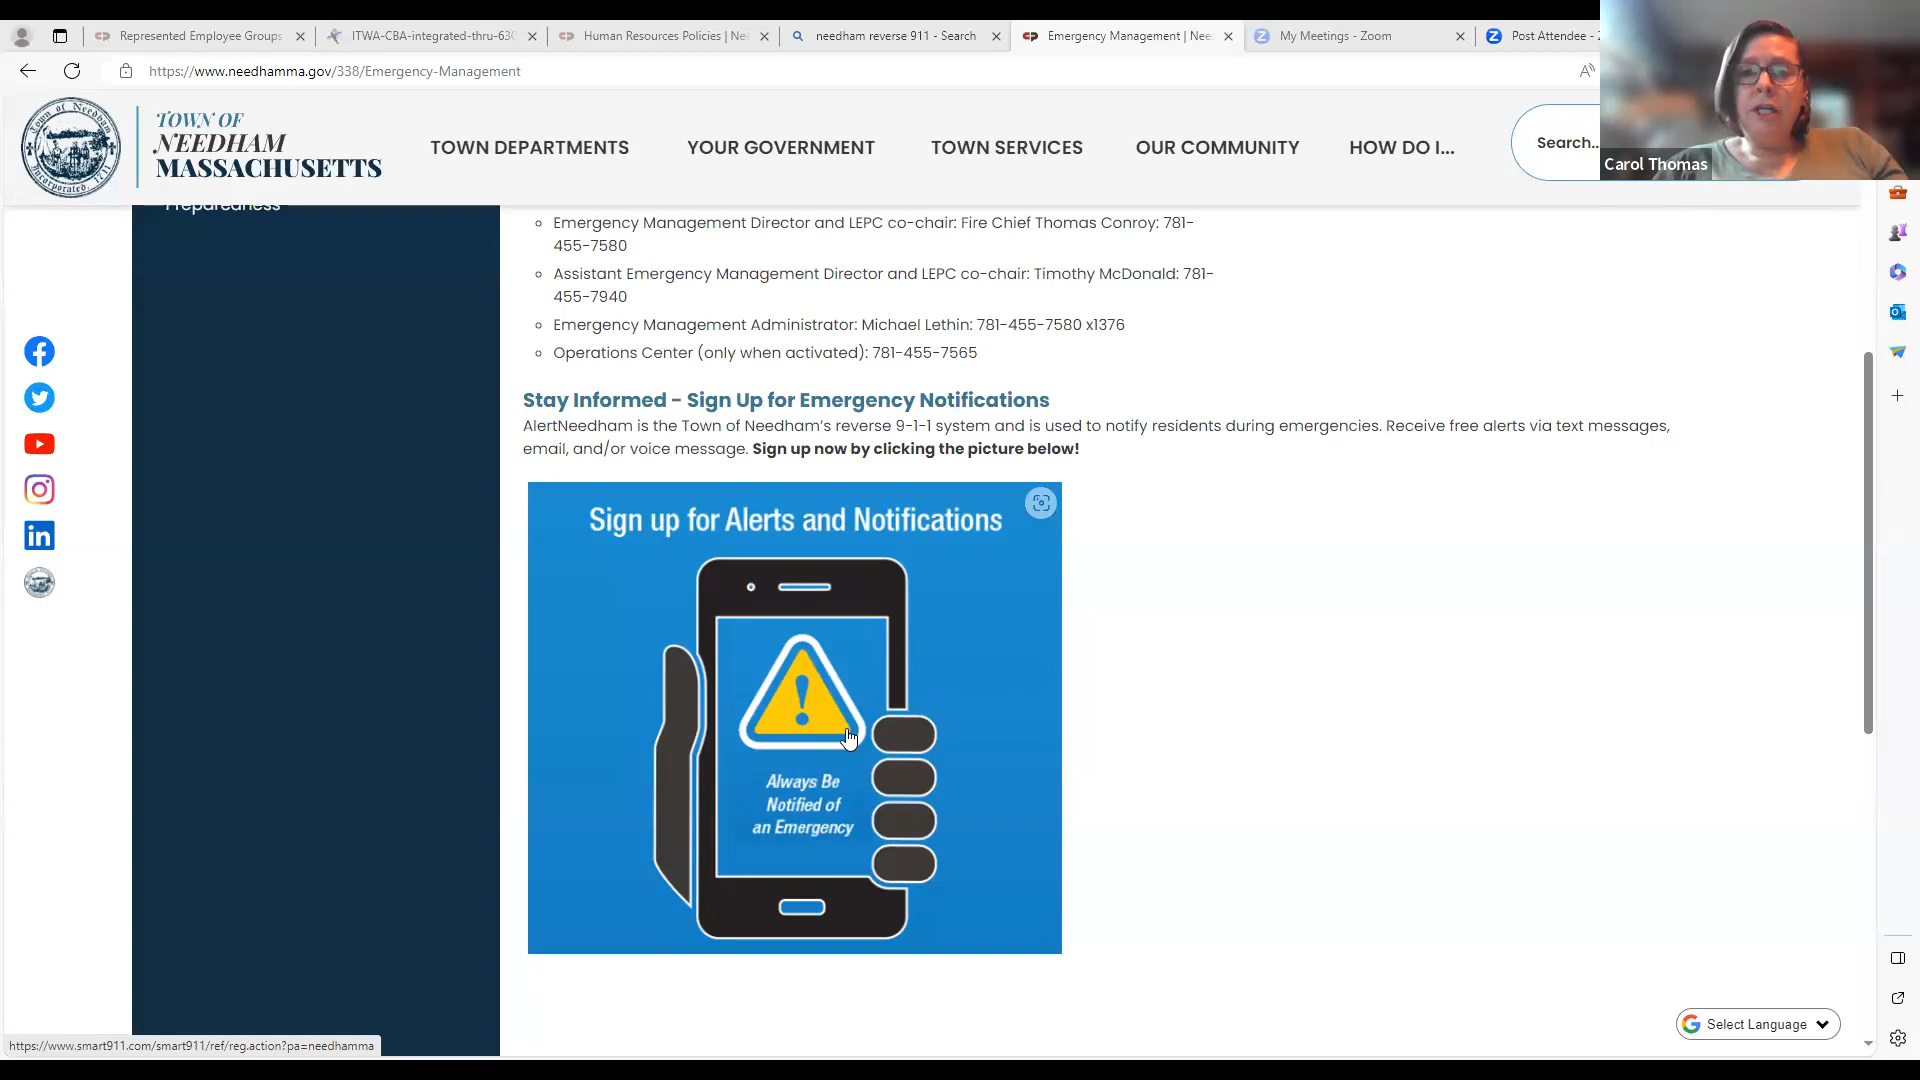 Represented Employee Groups
ITWA-CBA-integrated-thru-630
Human Resources Policies | Nee
needham reverse 911 - Search
Emergency Management | Need
My Meetings - Zoom
Post Attendee - Z
https://www.needhamma.gov/338/Emergency-Management
TOWN OF
NEEDHAM
MASSACHUSETTS
TOWN DEPARTMENTS
YOUR GOVERNMENT
TOWN SERVICES
OUR COMMUNITY
HOW DO I...
Search...
Carol Thomas
Preparedness
Emergency Management Director and LEPC co-chair: Fire Chief Thomas Conroy: 781-
455-7580
Assistant Emergency Management Director and LEPC co-chair: Timothy McDonald: 781-
455-7940
Emergency Management Administrator: Michael Lethin: 781-455-7580 x1376
Operations Center (only when activated): 781-455-7565
Stay Informed - Sign Up for Emergency Notifications
AlertNeedham is the Town of Needham's reverse 9-1-1 system and is used to notify residents during emergencies. Receive free alerts via text messages,
email, and/or voice message. Sign up now by clicking the picture below!
Sign up for Alerts and Notifications
Always Be
Notified of
an Emergency
Select Language
https://www.smart911.com/smart911/ref/reg.action?pa=needhamma